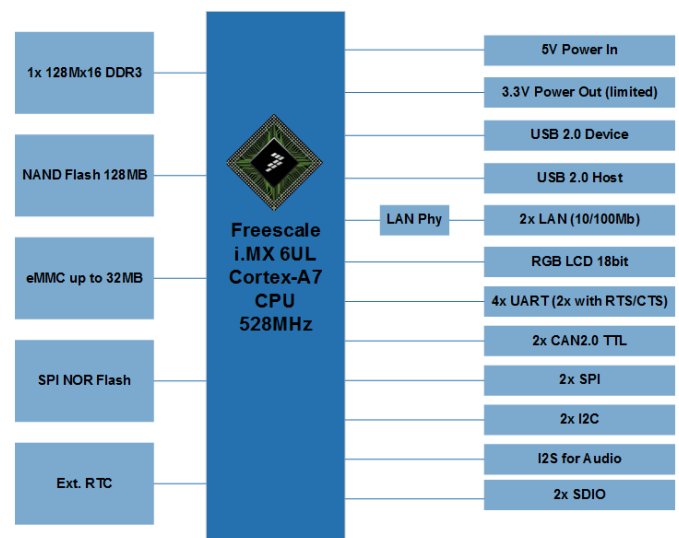 1x 128Mx16 DDR3
NAND Flash 128MB
eMMC up to 32MB
SPI NOR Flash
Ext. RTC
Freescale
i.MX 6UL
Cortex-A7
CPU
528MHz
LAN Phy
5V Power In
3.3V Power Out (limited)
USB 2.0 Device
USB 2.0 Host
2x LAN (10/100Mb)
RGB LCD 18bit
4x UART (2x with RTS/CTS)
2x CAN2.0 TTL
2x SPI
2x I2C
I2S for Audio
2x SDIO